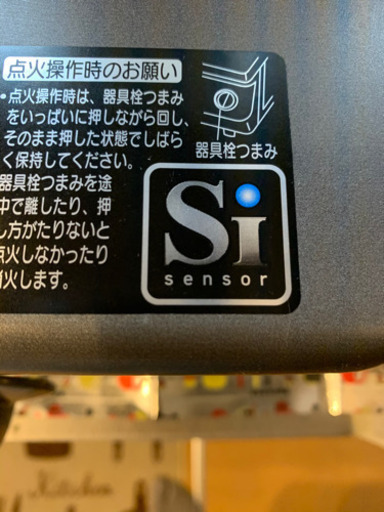 点火操作時のお願い
・点火操作時は、器具栓つまみ
をいっぱいに押しながら回し、
そのまま押した状態でしばら
く保持してください。
器具栓つまみを途
中で離したり、押
し方がたりないと
点火しなかったり
消火します。
器具栓つまみ
Si
sensor
Kitchen